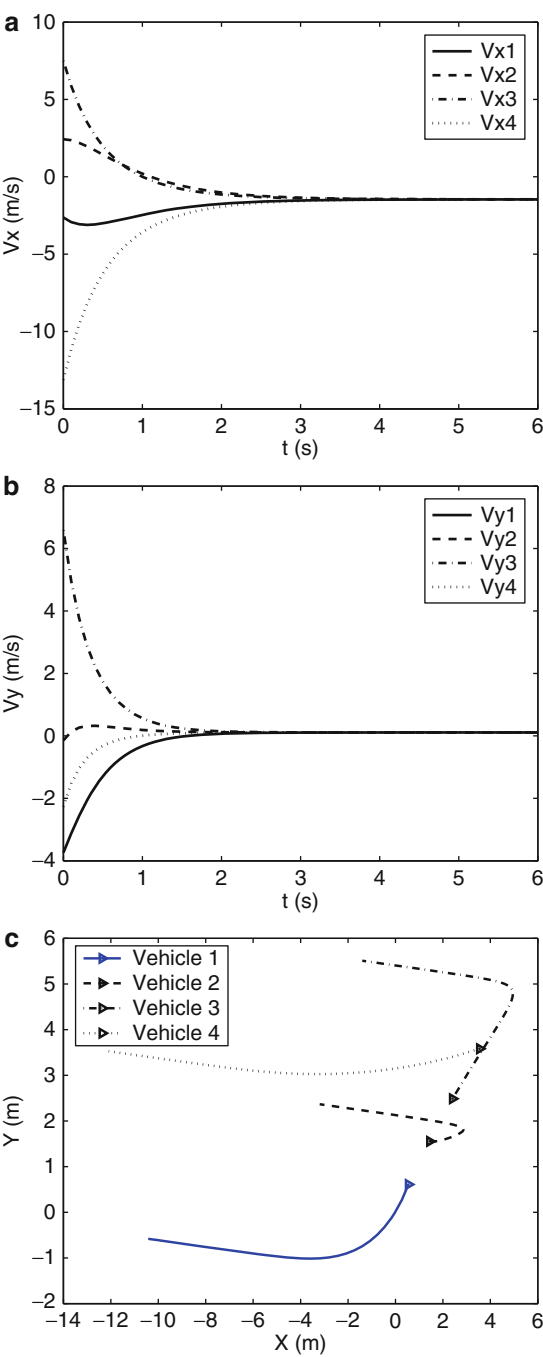 a
10
5
0
−5
−10
−15
Vx (m/s)
Vx1
Vx2
Vx3
Vx4
0 1 2 3 4 5 6
t (s)
b
8
6
4
2
0
−2
−4
Vy (m/s)
Vy1
Vy2
Vy3
Vy4
0 1 2 3 4 5 6
t (s)
c
6
5
4
3
2
1
0
−1
−2
Y (m)
Vehicle 1
Vehicle 2
Vehicle 3
Vehicle 4
−14 −12 −10 −8 −6 −4 −2 0 2 4 6
X (m)